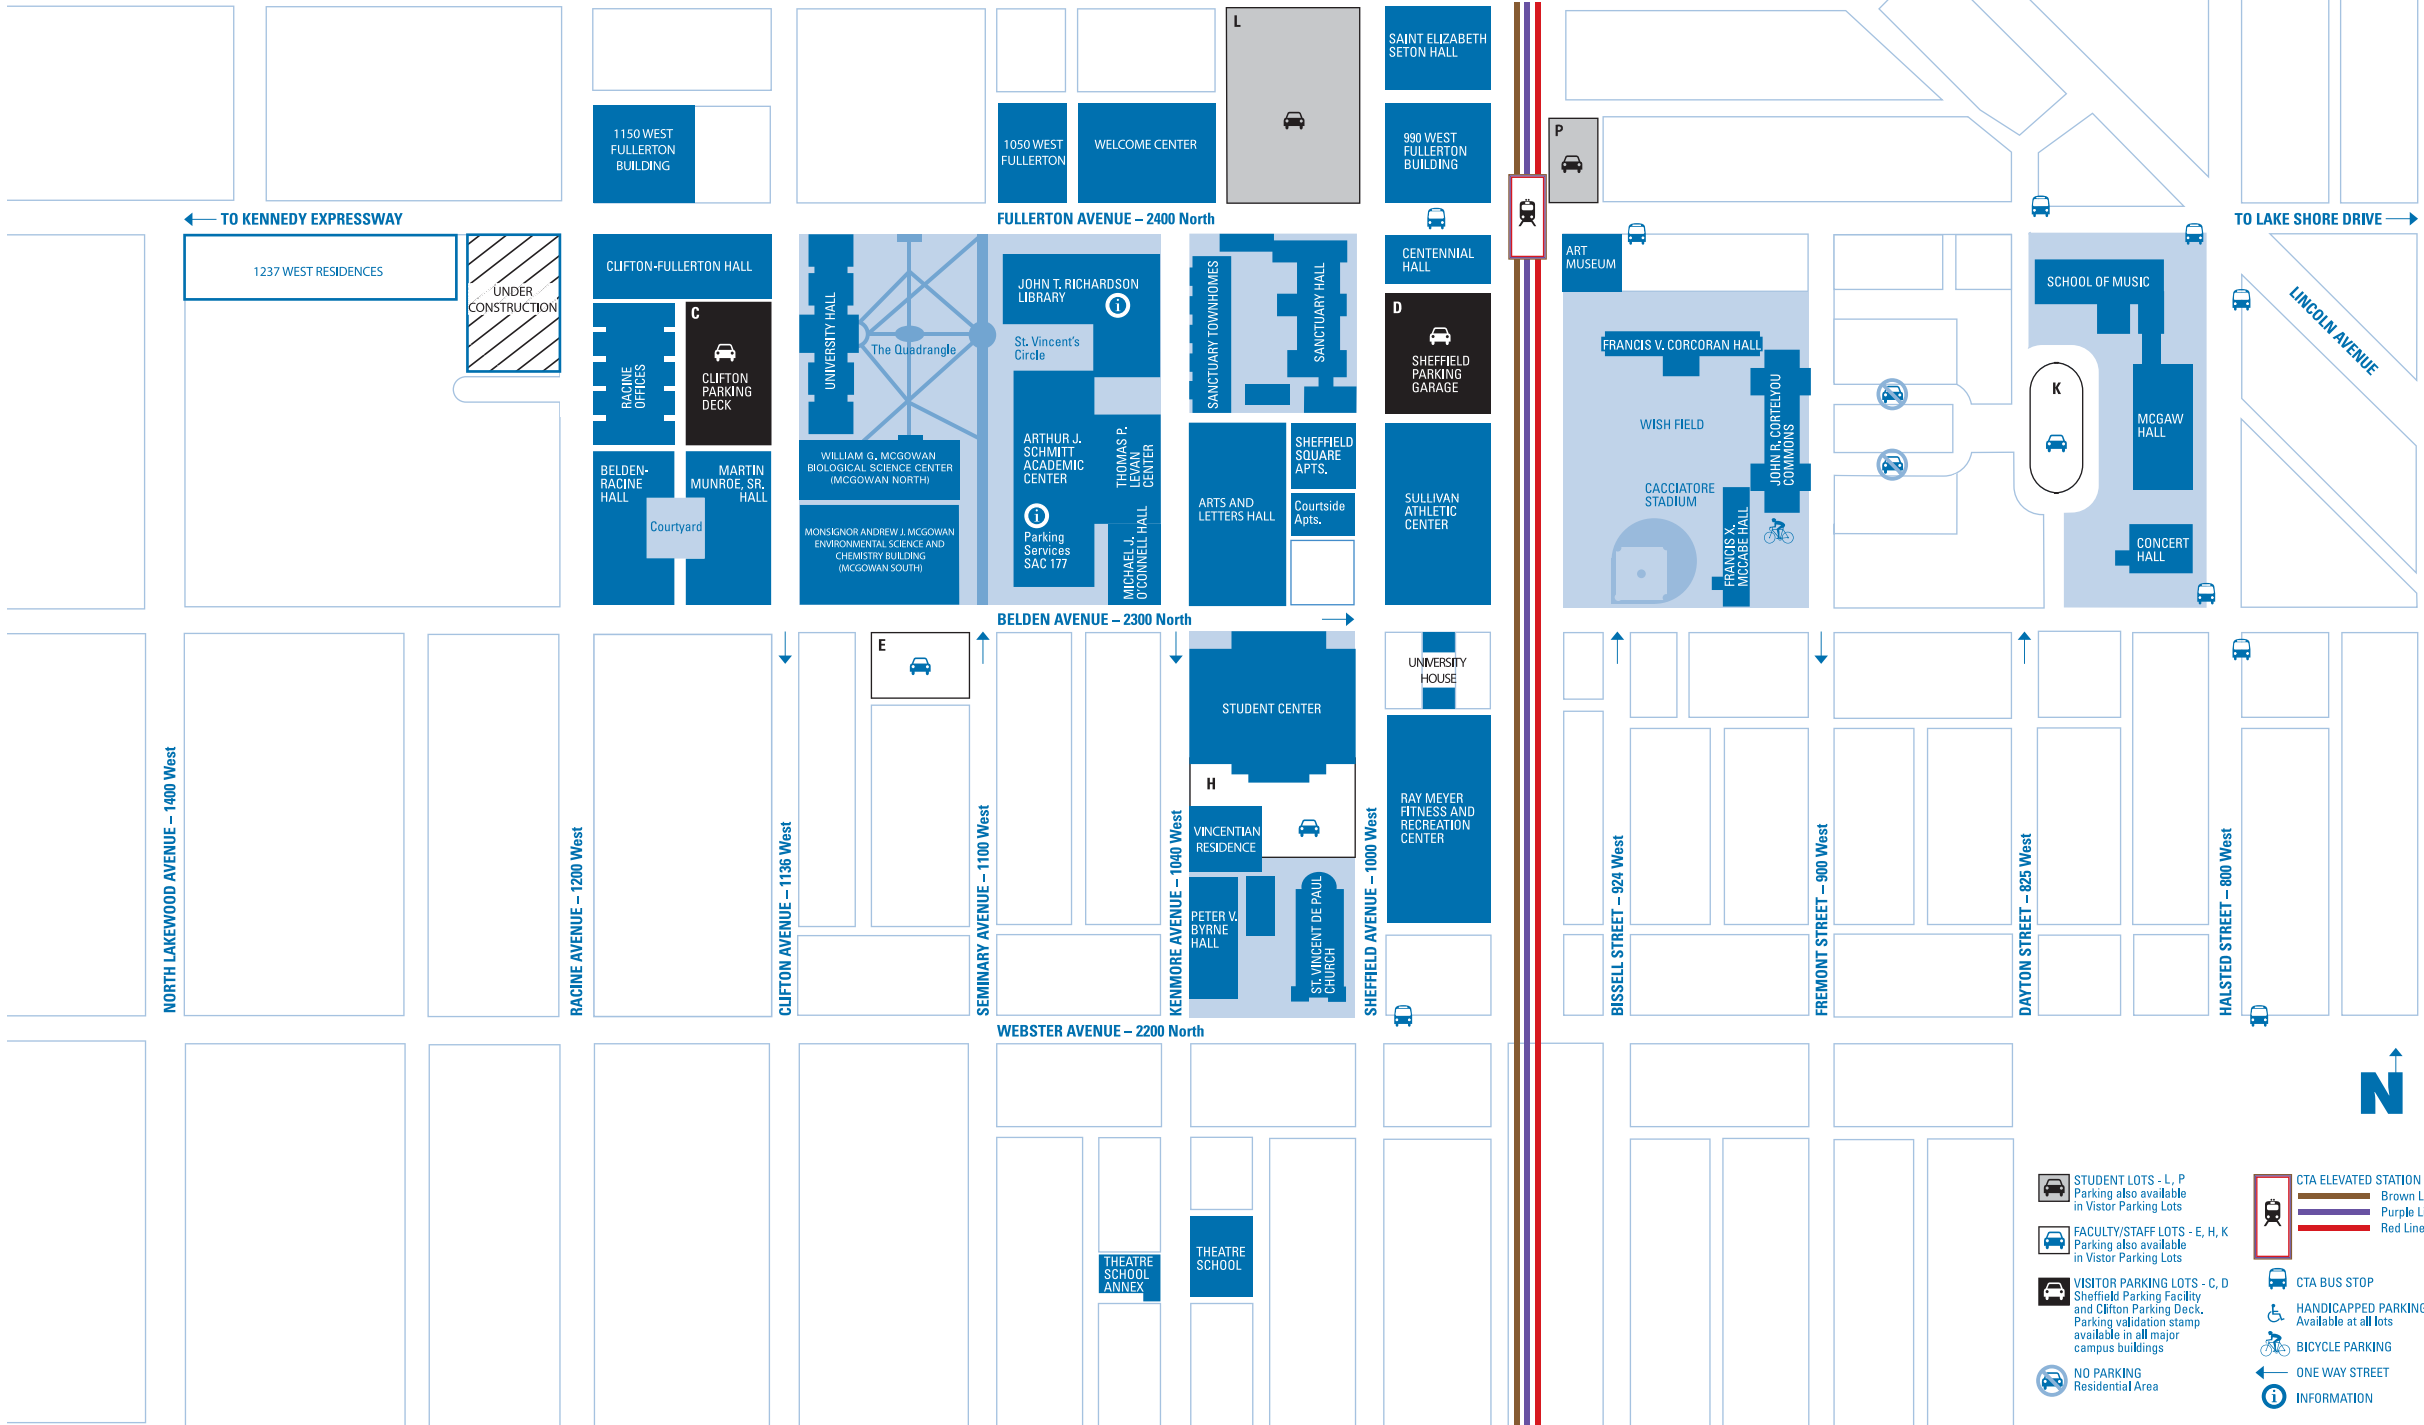 L
SAINT ELIZABETH
SETON HALL
1150 WEST
FULLERTON
BUILDING
1050 WEST
FULLERTON
WELCOME CENTER
990 WEST
FULLERTON
BUILDING
P
TO KENNEDY EXPRESSWAY
FULLERTON AVENUE – 2400 North
TO LAKE SHORE DRIVE
1237 WEST RESIDENCES
UNDER
CONSTRUCTION
CLIFTON-FULLERTON HALL
RACINE
OFFICES
C
CLIFTON
PARKING
DECK
BELDEN-
RACINE
HALL
MARTIN
MUNROE, SR.
HALL
Courtyard
UNIVERSITY HALL
The Quadrangle
WILLIAM G. MCGOWAN
BIOLOGICAL SCIENCE CENTER
(MCGOWAN NORTH)
MONSIGNOR ANDREW J. MCGOWAN
ENVIRONMENTAL SCIENCE AND
CHEMISTRY BUILDING
(MCGOWAN SOUTH)
JOHN T. RICHARDSON
LIBRARY
i
St. Vincent's
Circle
ARTHUR J.
SCHMITT
ACADEMIC
CENTER
i
Parking
Services
SAC 177
THOMAS P.
LEVAN
CENTER
MICHAEL J.
O'CONNELL HALL
SANCTUARY TOWNHOMES
SANCTUARY HALL
ARTS AND
LETTERS HALL
SHEFFIELD
SQUARE
APTS.
Courtside
Apts.
CENTENNIAL
HALL
D
SHEFFIELD
PARKING
GARAGE
SULLIVAN
ATHLETIC
CENTER
ART
MUSEUM
FRANCIS V. CORCORAN HALL
WISH FIELD
JOHN R. CORTELYOU
COMMONS
CACCIATORE
STADIUM
FRANCIS X.
MCCABE HALL
SCHOOL OF MUSIC
K
MCGAW
HALL
CONCERT
HALL
LINCOLN AVENUE
BELDEN AVENUE – 2300 North
E
STUDENT CENTER
H
VINCENTIAN
RESIDENCE
PETER V.
BYRNE
HALL
ST. VINCENT DE PAUL
CHURCH
UNIVERSITY
HOUSE
RAY MEYER
FITNESS AND
RECREATION
CENTER
NORTH LAKEWOOD AVENUE – 1400 West
RACINE AVENUE – 1200 West
CLIFTON AVENUE – 1136 West
SEMINARY AVENUE – 1100 West
KENMORE AVENUE – 1040 West
SHEFFIELD AVENUE – 1000 West
BISSELL STREET – 924 West
FREMONT STREET – 900 West
DAYTON STREET – 825 West
HALSTED STREET – 800 West
WEBSTER AVENUE – 2200 North
THEATRE
SCHOOL
ANNEX
THEATRE
SCHOOL
N
STUDENT LOTS - L, P
Parking also available
in Vistor Parking Lots
FACULTY/STAFF LOTS - E, H, K
Parking also available
in Vistor Parking Lots
VISITOR PARKING LOTS - C, D
Sheffield Parking Facility
and Clifton Parking Deck.
Parking validation stamp
available in all major
campus buildings
NO PARKING
Residential Area
CTA ELEVATED STATION
Brown L
Purple L
Red Line
CTA BUS STOP
HANDICAPPED PARKING
Available at all lots
BICYCLE PARKING
ONE WAY STREET
i
INFORMATION